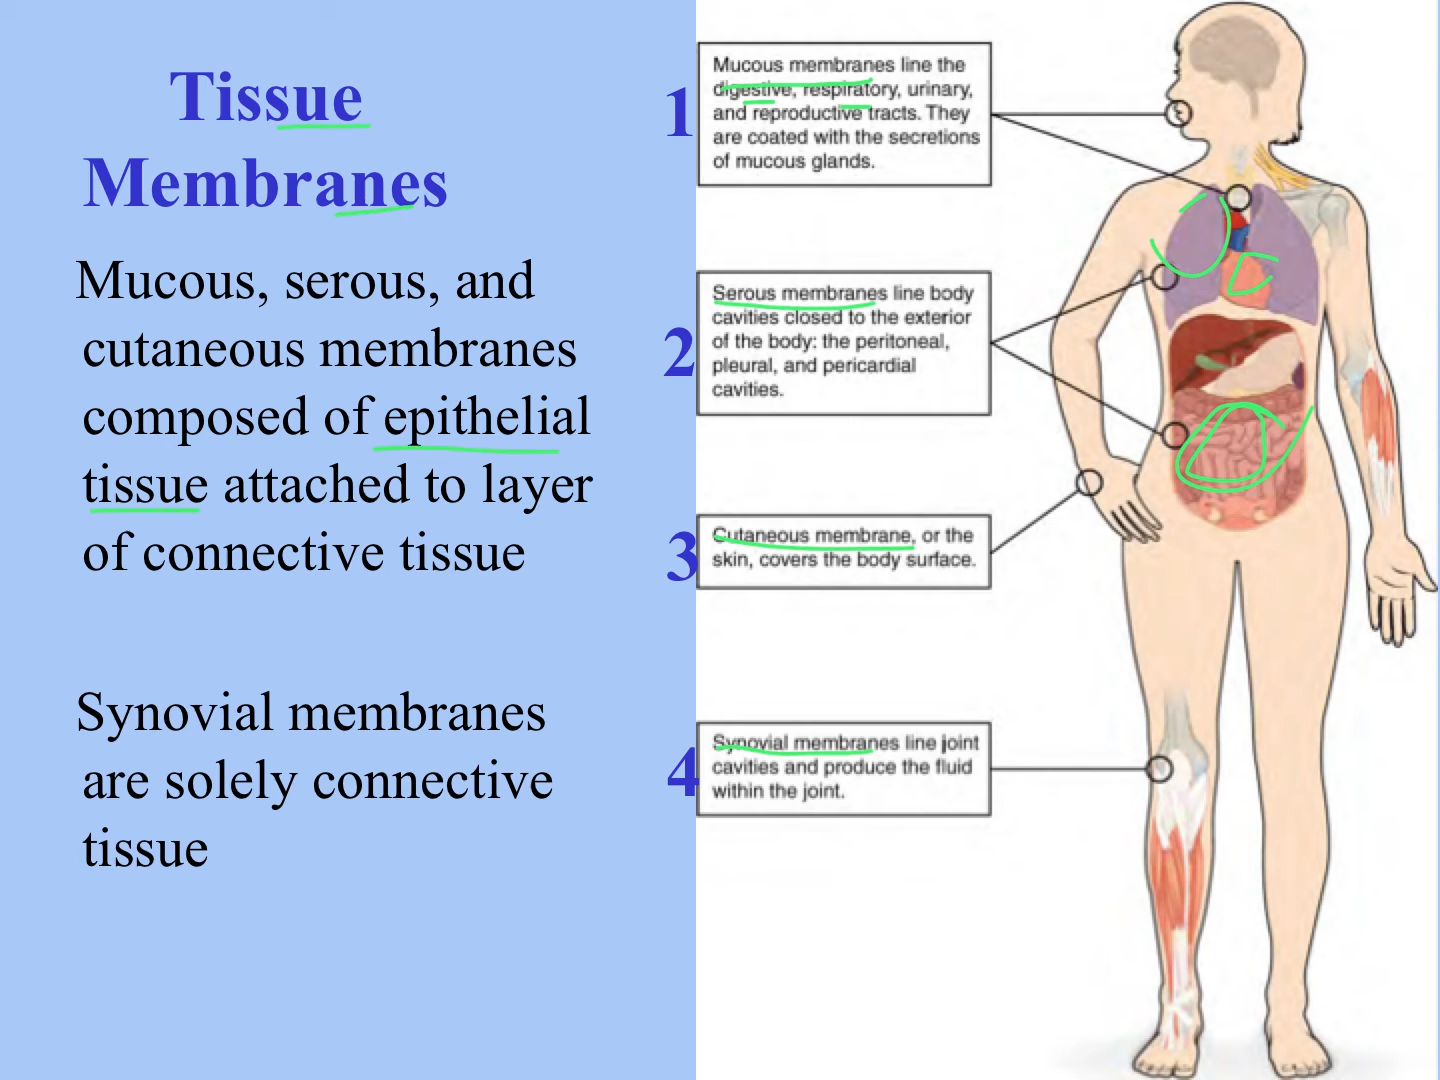 Tissue
Membranes
Mucous, serous, and
cutaneous membranes
composed of epithelial
tissue attached to layer
of connective tissue
Synovial membranes
are solely connective
tissue
1
Mucous membranes line the
digestive, respiratory, urinary,
and reproductive tracts. They
are coated with the secretions
of mucous glands.
2
Serous membranes line body
cavities closed to the exterior
of the body: the peritoneal,
pleural, and pericardial
cavities.
3
Cutaneous membrane, or the
skin, covers the body surface.
4
Synovial membranes line joint
cavities and produce the fluid
within the joint.